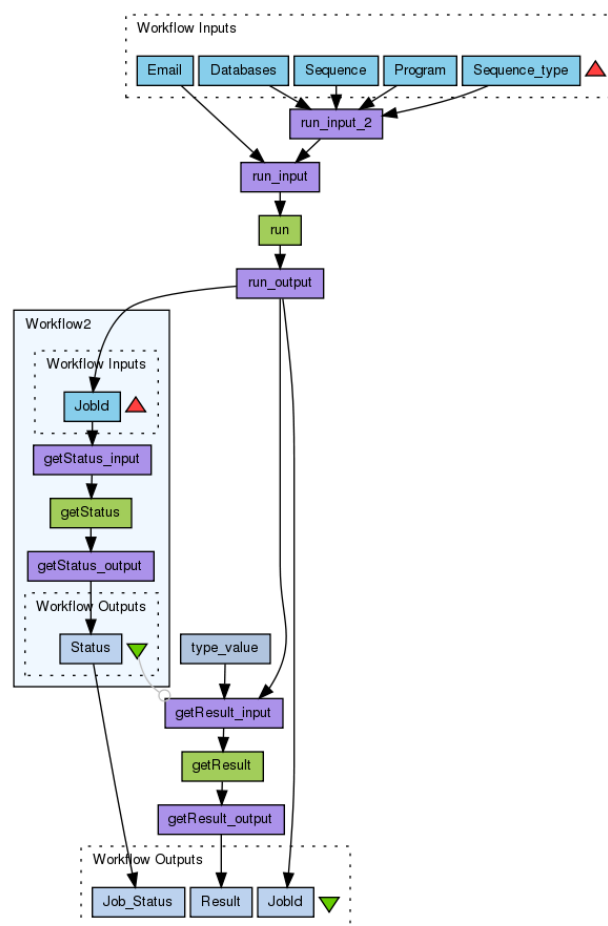 Workflow Inputs
Email
Databases
Sequence
Program
Sequence_type
run_input_2
run_input
run
run_output
Workflow2
Workflow Inputs
JobId
getStatus_input
getStatus
getStatus_output
Workflow Outputs
Status
type_value
getResult_input
getResult
getResult_output
Workflow Outputs
Job_Status
Result
JobId